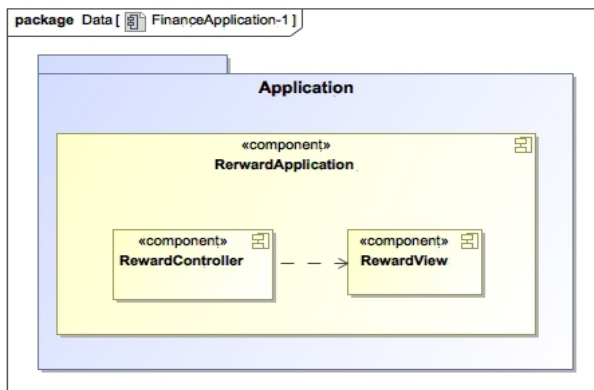 package Data [ FinanceApplication-1 ]
Application
«component»
RerwardApplication
«component»
RewardController
«component»
RewardView